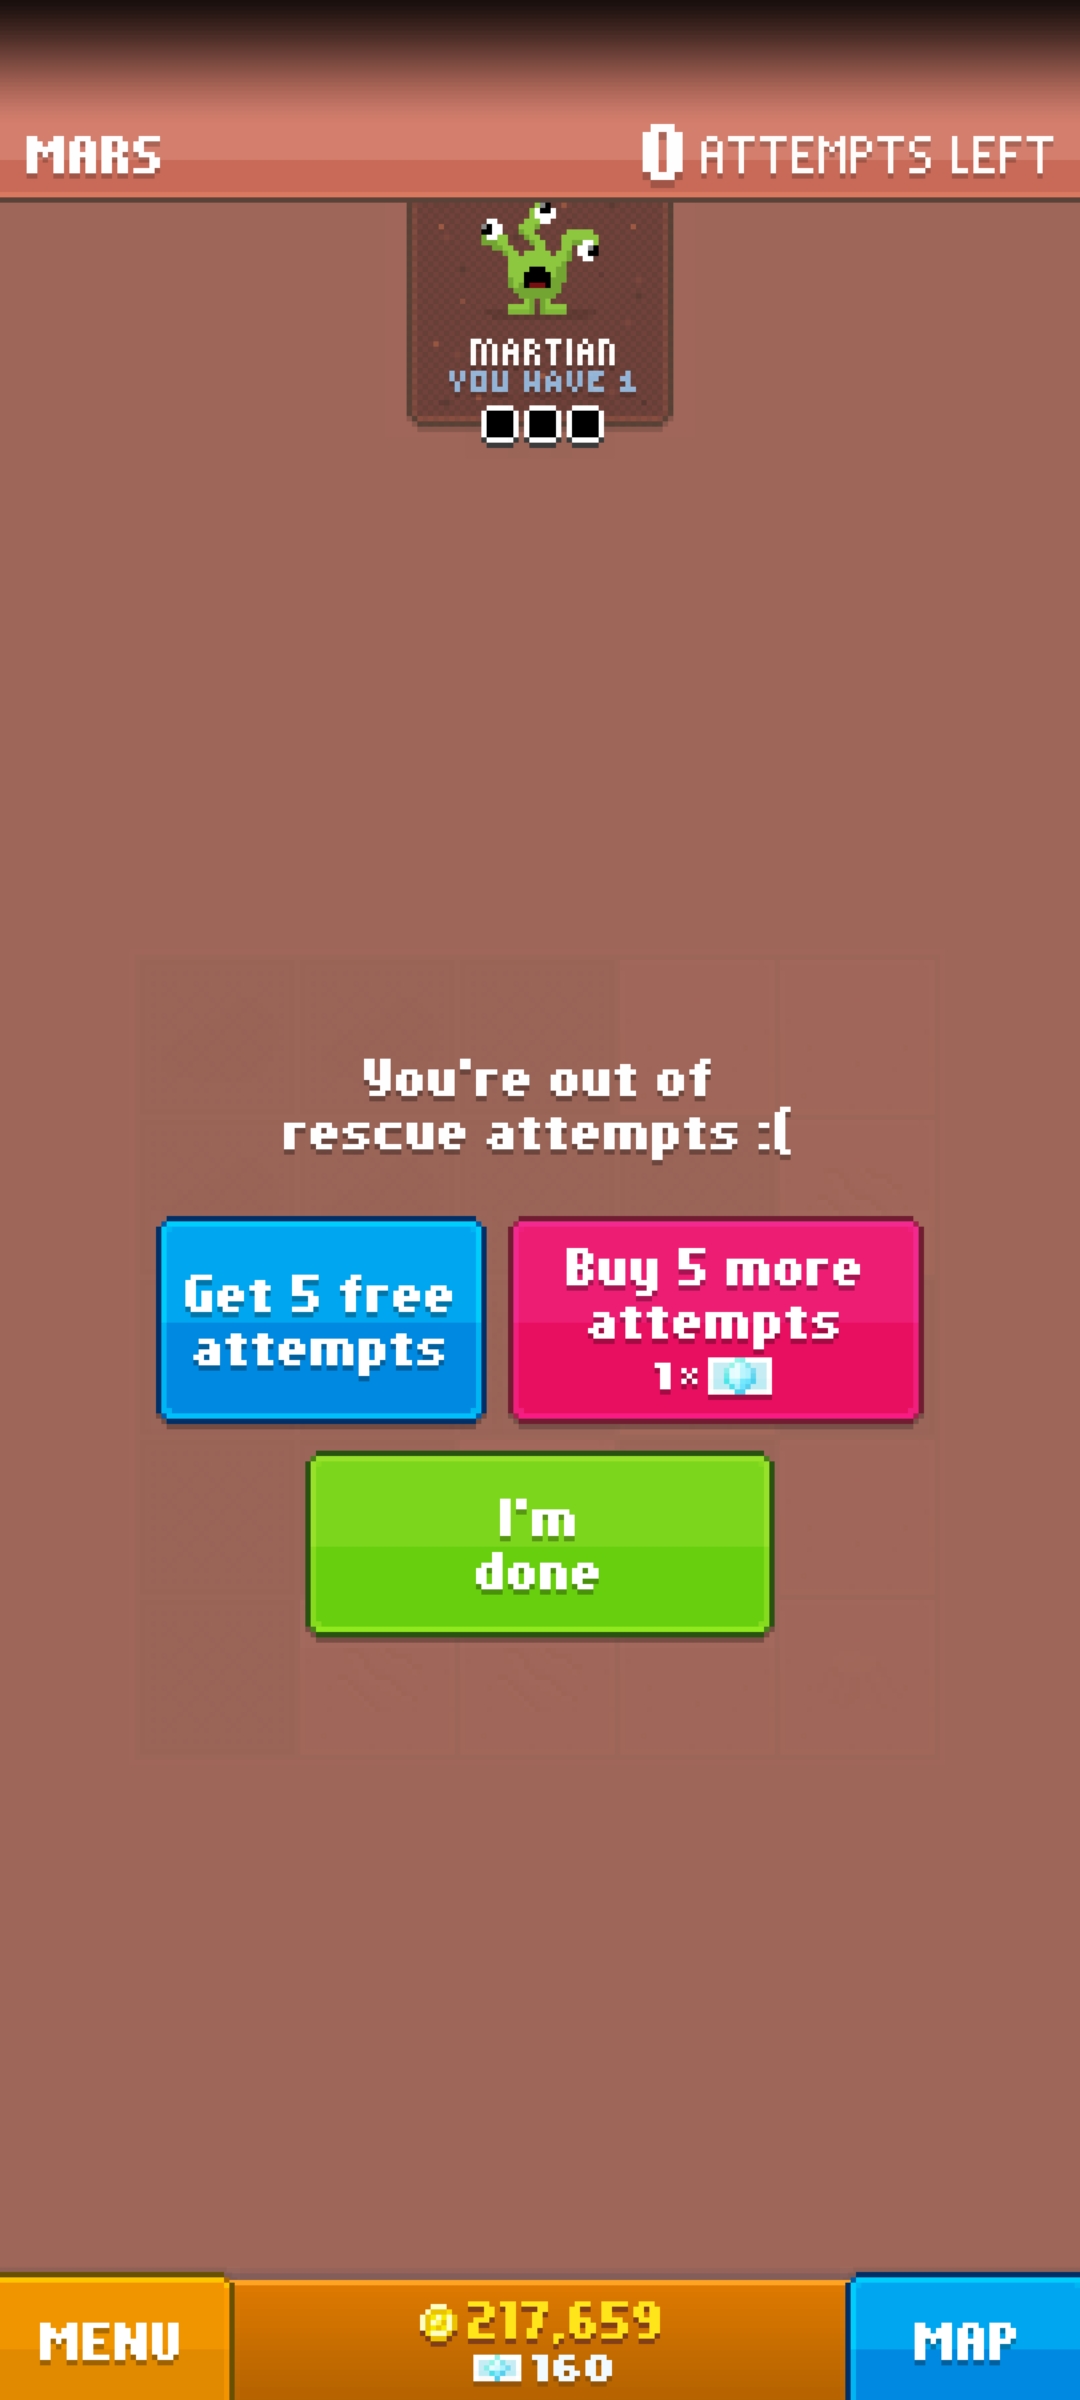 MARS
0 ATTEMPTS LEFT
MARTIAN
YOU HAVE 1
You're out of
rescue attempts :(
Get 5 free
attempts
Buy 5 more
attempts
1×
I'm
done
MENU
217,659
160
MAP